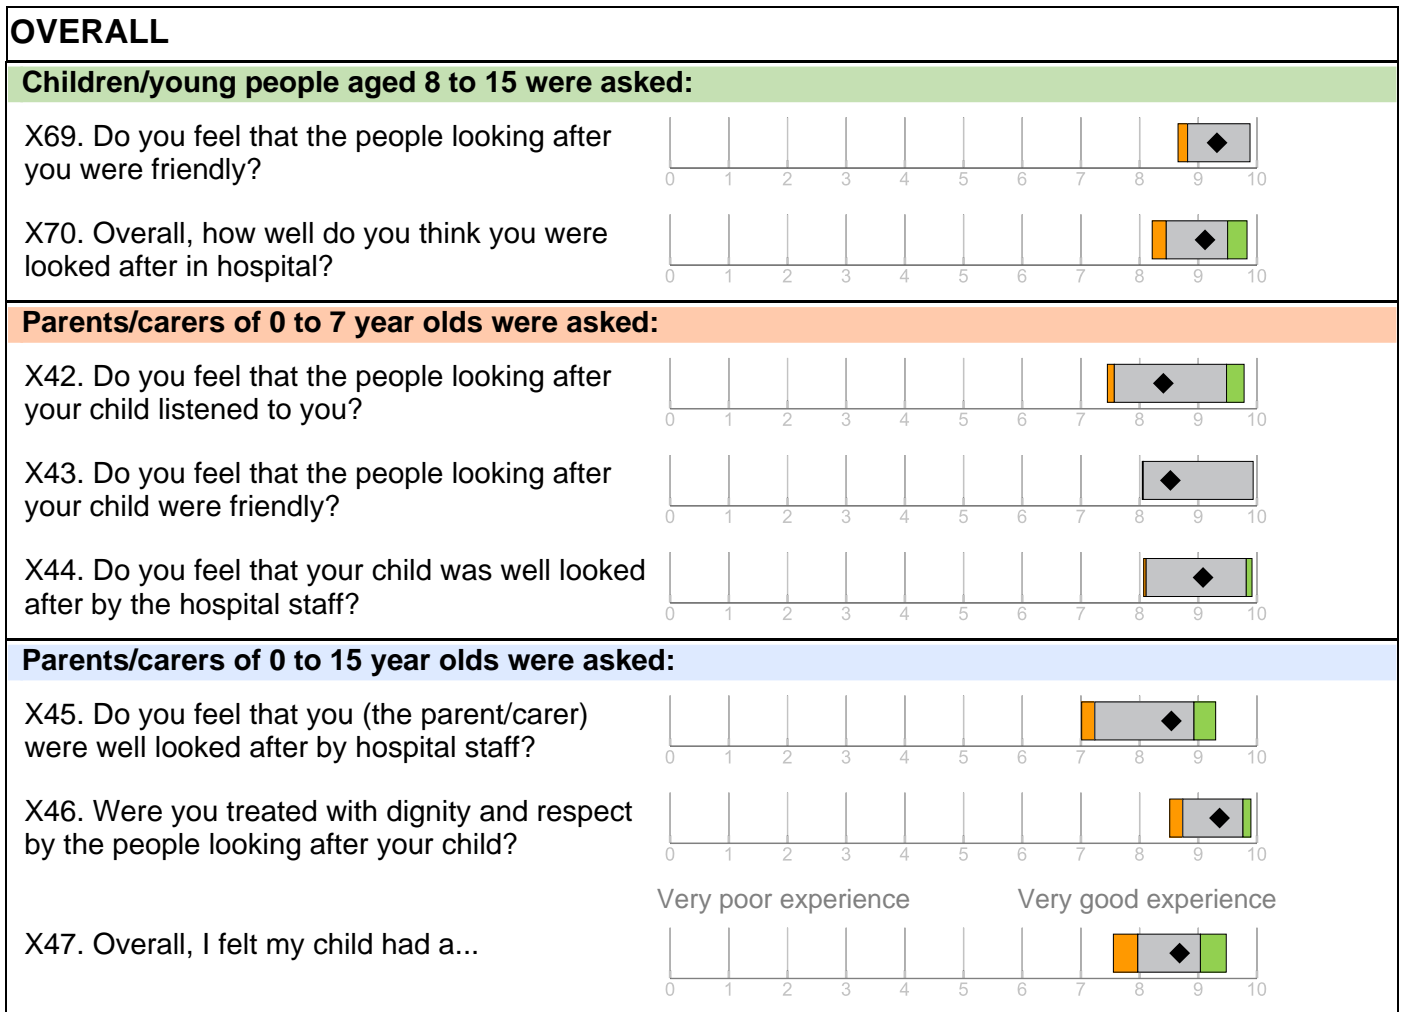 OVERALL
Children/young people aged 8 to 15 were asked:
X69. Do you feel that the people looking after
you were friendly?
0 1 2 3 4 5 6 7 8 9 10
X70. Overall, how well do you think you were
looked after in hospital?
0 1 2 3 4 5 6 7 8 9 10
Parents/carers of 0 to 7 year olds were asked:
X42. Do you feel that the people looking after
your child listened to you?
0 1 2 3 4 5 6 7 8 9 10
X43. Do you feel that the people looking after
your child were friendly?
0 1 2 3 4 5 6 7 8 9 10
X44. Do you feel that your child was well looked
after by the hospital staff?
0 1 2 3 4 5 6 7 8 9 10
Parents/carers of 0 to 15 year olds were asked:
X45. Do you feel that you (the parent/carer)
were well looked after by hospital staff?
0 1 2 3 4 5 6 7 8 9 10
X46. Were you treated with dignity and respect
by the people looking after your child?
0 1 2 3 4 5 6 7 8 9 10
Very poor experience Very good experience
X47. Overall, I felt my child had a...
0 1 2 3 4 5 6 7 8 9 10